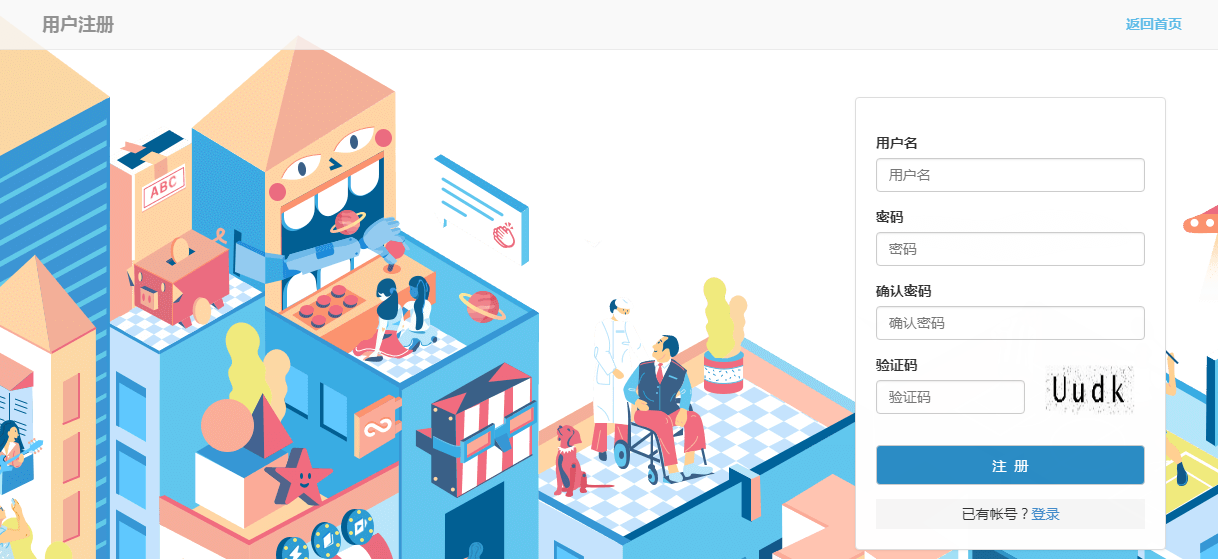 用户注册
返回首页
ABC
用户名
用户名
密码
密码
确认密码
确认密码
验证码
验证码
Uudk
注 册
已有帐号？登录